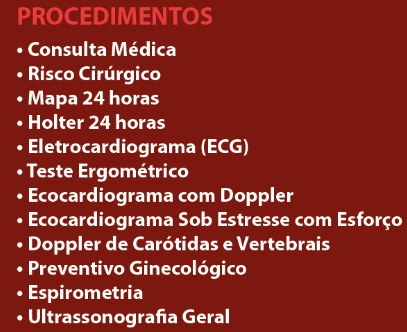 PROCEDIMENTOS
• Consulta Médica
• Risco Cirúrgico
• Mapa 24 horas
• Holter 24 horas
• Eletrocardiograma (ECG)
• Teste Ergométrico
• Ecocardiograma com Doppler
• Ecocardiograma Sob Estresse com Esforço
• Doppler de Carótidas e Vertebrais
• Preventivo Ginecológico
• Espirometria
• Ultrassonografia Geral